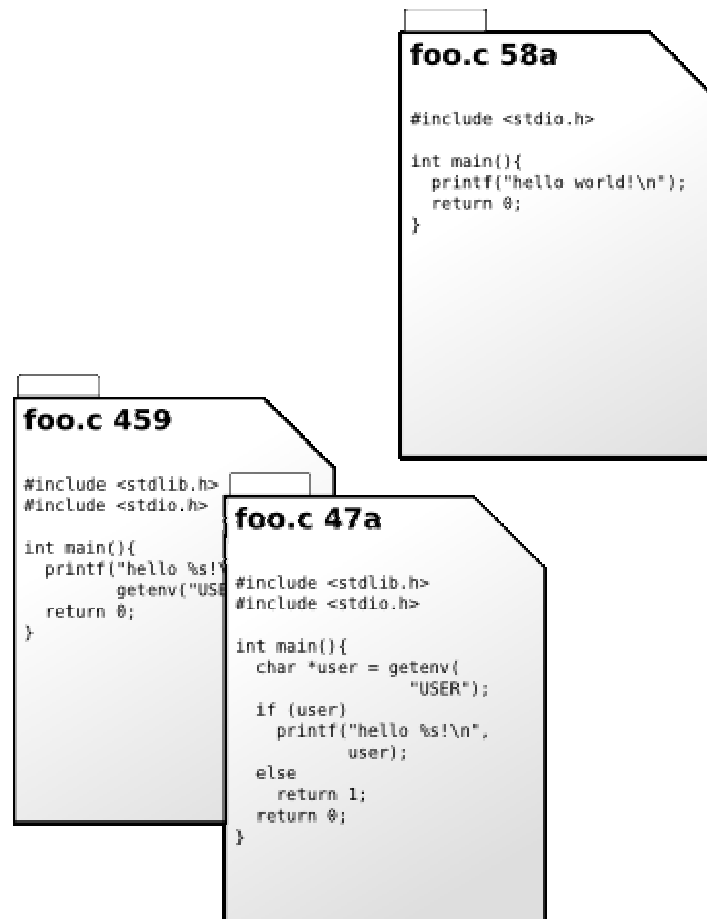 foo.c 58a
#include <stdio.h>
int main(){
  printf("hello world!\n");
  return 0;
}
foo.c 459
#include <stdlib.h>
#include <stdio.h>
int main(){
  printf("hello %s!\
         getenv("USE
  return 0;
}
foo.c 47a
#include <stdlib.h>
#include <stdio.h>
int main(){
  char *user = getenv(
                 "USER");
  if (user)
    printf("hello %s!\n",
           user);
  else
    return 1;
  return 0;
}